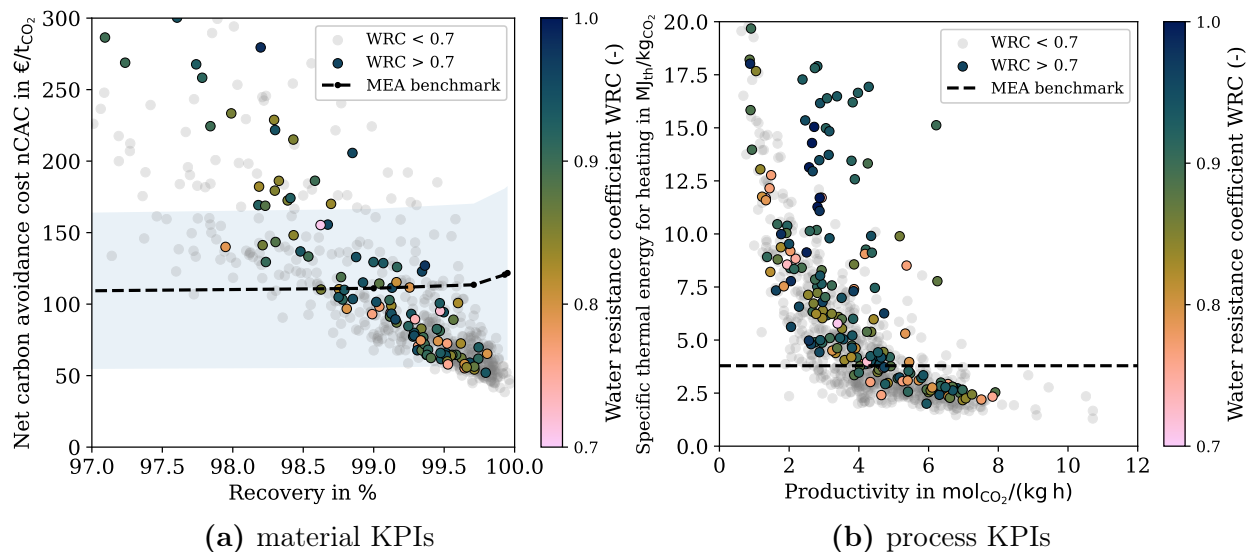 300
250
200
150
100
50
0
Net carbon avoidance cost nCAC in €/t_CO₂
97.0 97.5 98.0 98.5 99.0 99.5 100.0
Recovery in %
WRC < 0.7
WRC > 0.7
MEA benchmark
1.0
0.9
0.8
0.7
Water resistance coefficient WRC (-)
(a) material KPIs
20.0
17.5
15.0
12.5
10.0
7.5
5.0
2.5
0.0
Specific thermal energy for heating in MJ_th/kg_CO₂
0 2 4 6 8 10 12
Productivity in mol_CO₂/(kg h)
WRC < 0.7
WRC > 0.7
MEA benchmark
1.0
0.9
0.8
0.7
Water resistance coefficient WRC (-)
(b) process KPIs